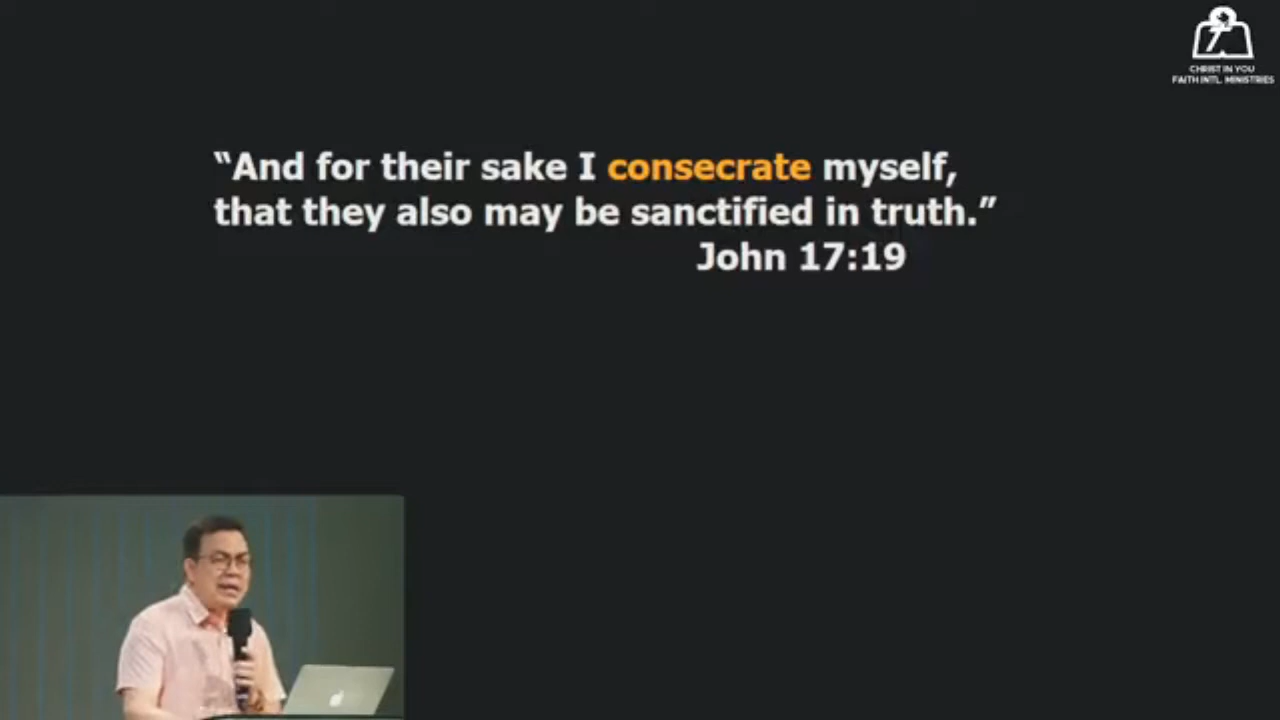 CHRIST IN YOU
FAITH INTL. MINISTRIES
“And for their sake I consecrate myself,
that they also may be sanctified in truth.”
John 17:19